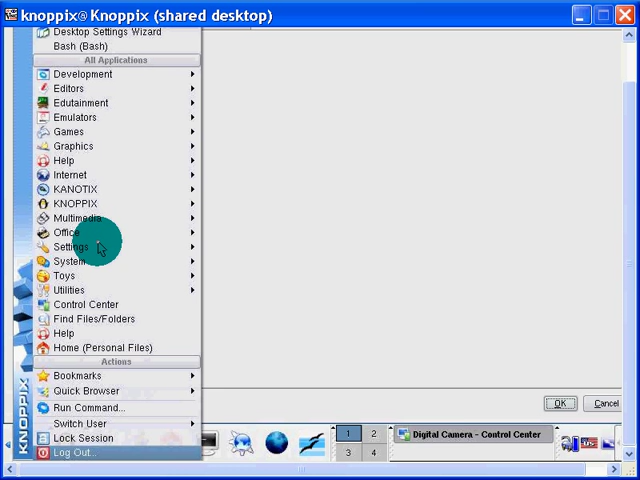 knoppix@ Knoppix (shared desktop)
Desktop Settings Wizard
Bash (Bash)
All Applications
Development
Editors
Edutainment
Emulators
Games
Graphics
Help
Internet
KANOTIX
KNOPPIX
Multimedia
Office
Settings
System
Toys
Utilities
Control Center
Find Files/Folders
Help
Home (Personal Files)
Actions
Bookmarks
Quick Browser
Run Command...
Switch User
Lock Session
Log Out...
KNOPPIX
OK
Cancel
1 2
3 4
Digital Camera - Control Center
us